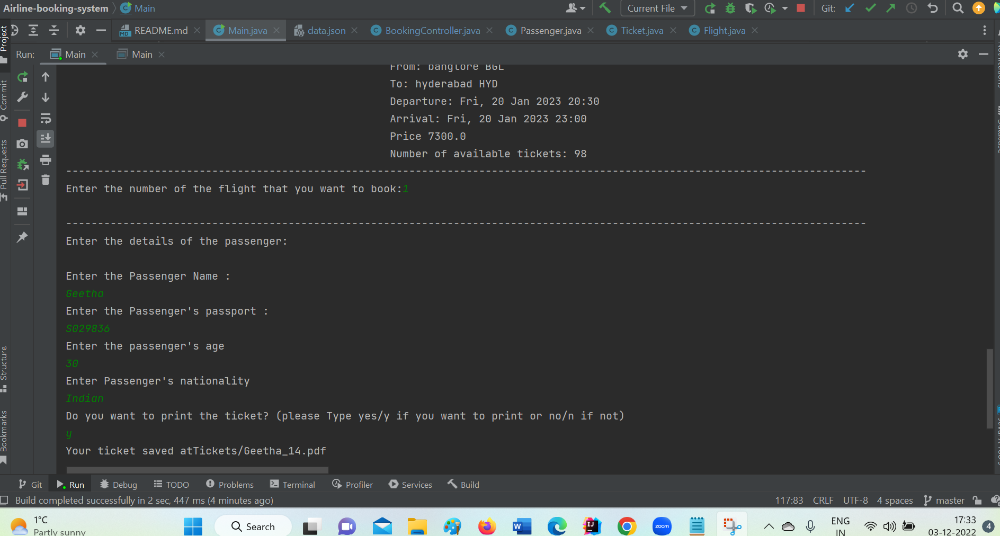 Airline-booking-system Main
Current File
Git:
README.md Main.java data.json BookingController.java Passenger.java Ticket.java Flight.java
Project
Run: Main Main
Commit
Pull Requests
Structure
Bookmarks
From: banglore BGL
To: hyderabad HYD
Departure: Fri, 20 Jan 2023 20:30
Arrival: Fri, 20 Jan 2023 23:00
Price 7300.0
Number of available tickets: 98
------------------------------------------------------------------------------------------------------------------------------
Enter the number of the flight that you want to book:1
------------------------------------------------------------------------------------------------------------------------------
Enter the details of the passenger:
Enter the Passenger Name :
Geetha
Enter the Passenger's passport :
S029836
Enter the passenger's age
30
Enter Passenger's nationality
Indian
Do you want to print the ticket? (please Type yes/y if you want to print or no/n if not)
y
Your ticket saved atTickets/Geetha_14.pdf
Git Run Debug TODO Problems Terminal Profiler Services Build
Build completed successfully in 2 sec, 447 ms (4 minutes ago)
117:83 CRLF UTF-8 4 spaces master
1°C
Partly sunny
Search
zoom
ENG
IN
17:33
03-12-2022
4